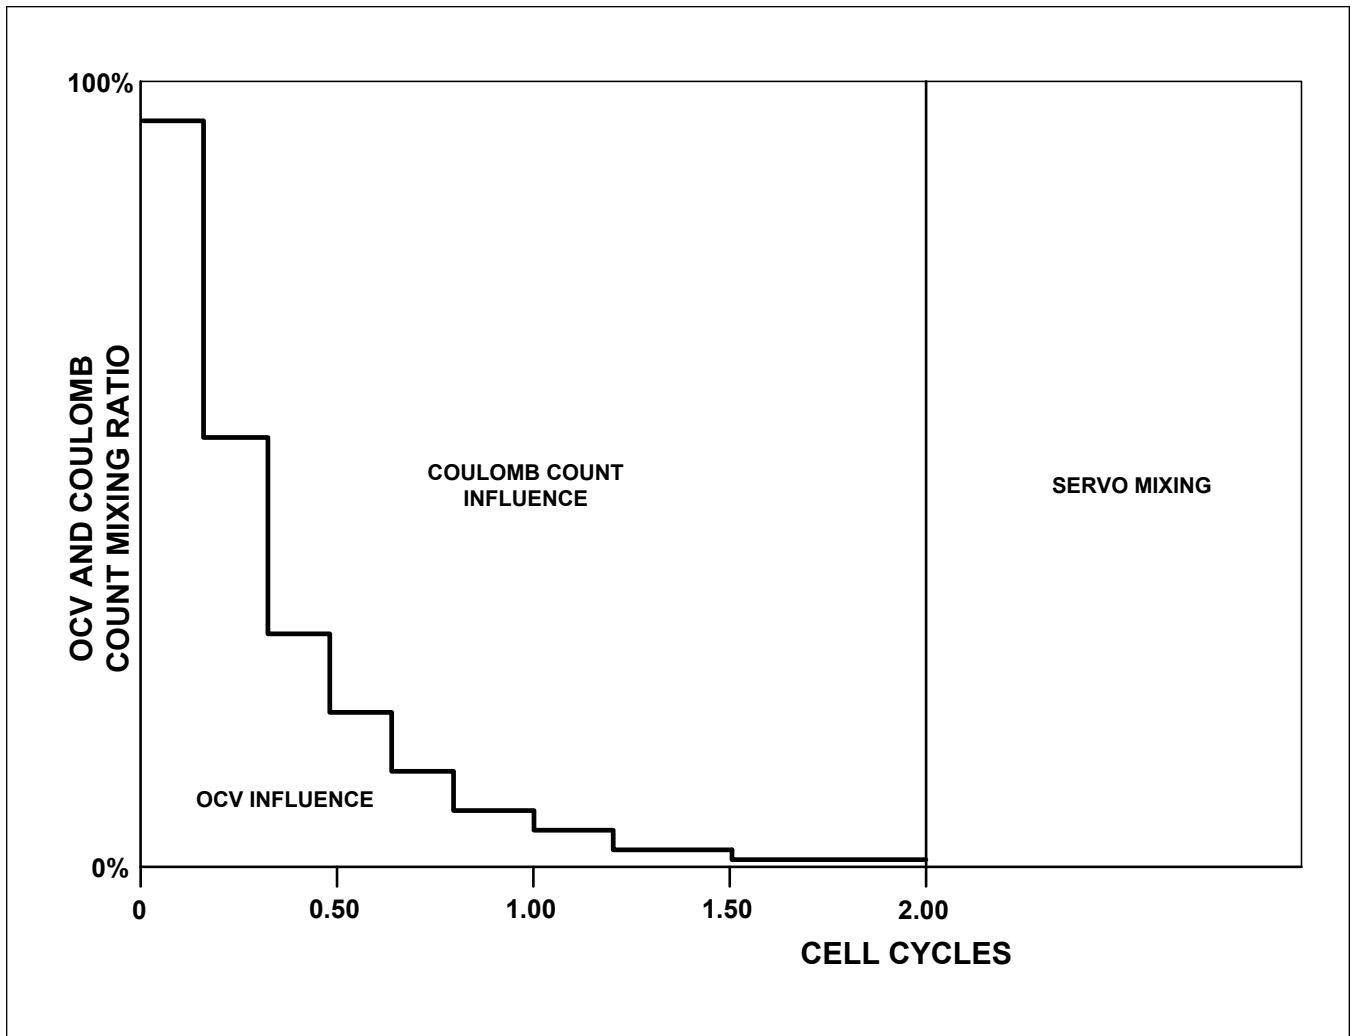 100%
OCV AND COULOMB
COUNT MIXING RATIO
COULOMB COUNT
INFLUENCE
SERVO MIXING
OCV INFLUENCE
0%
0 0.50 1.00 1.50 2.00
CELL CYCLES